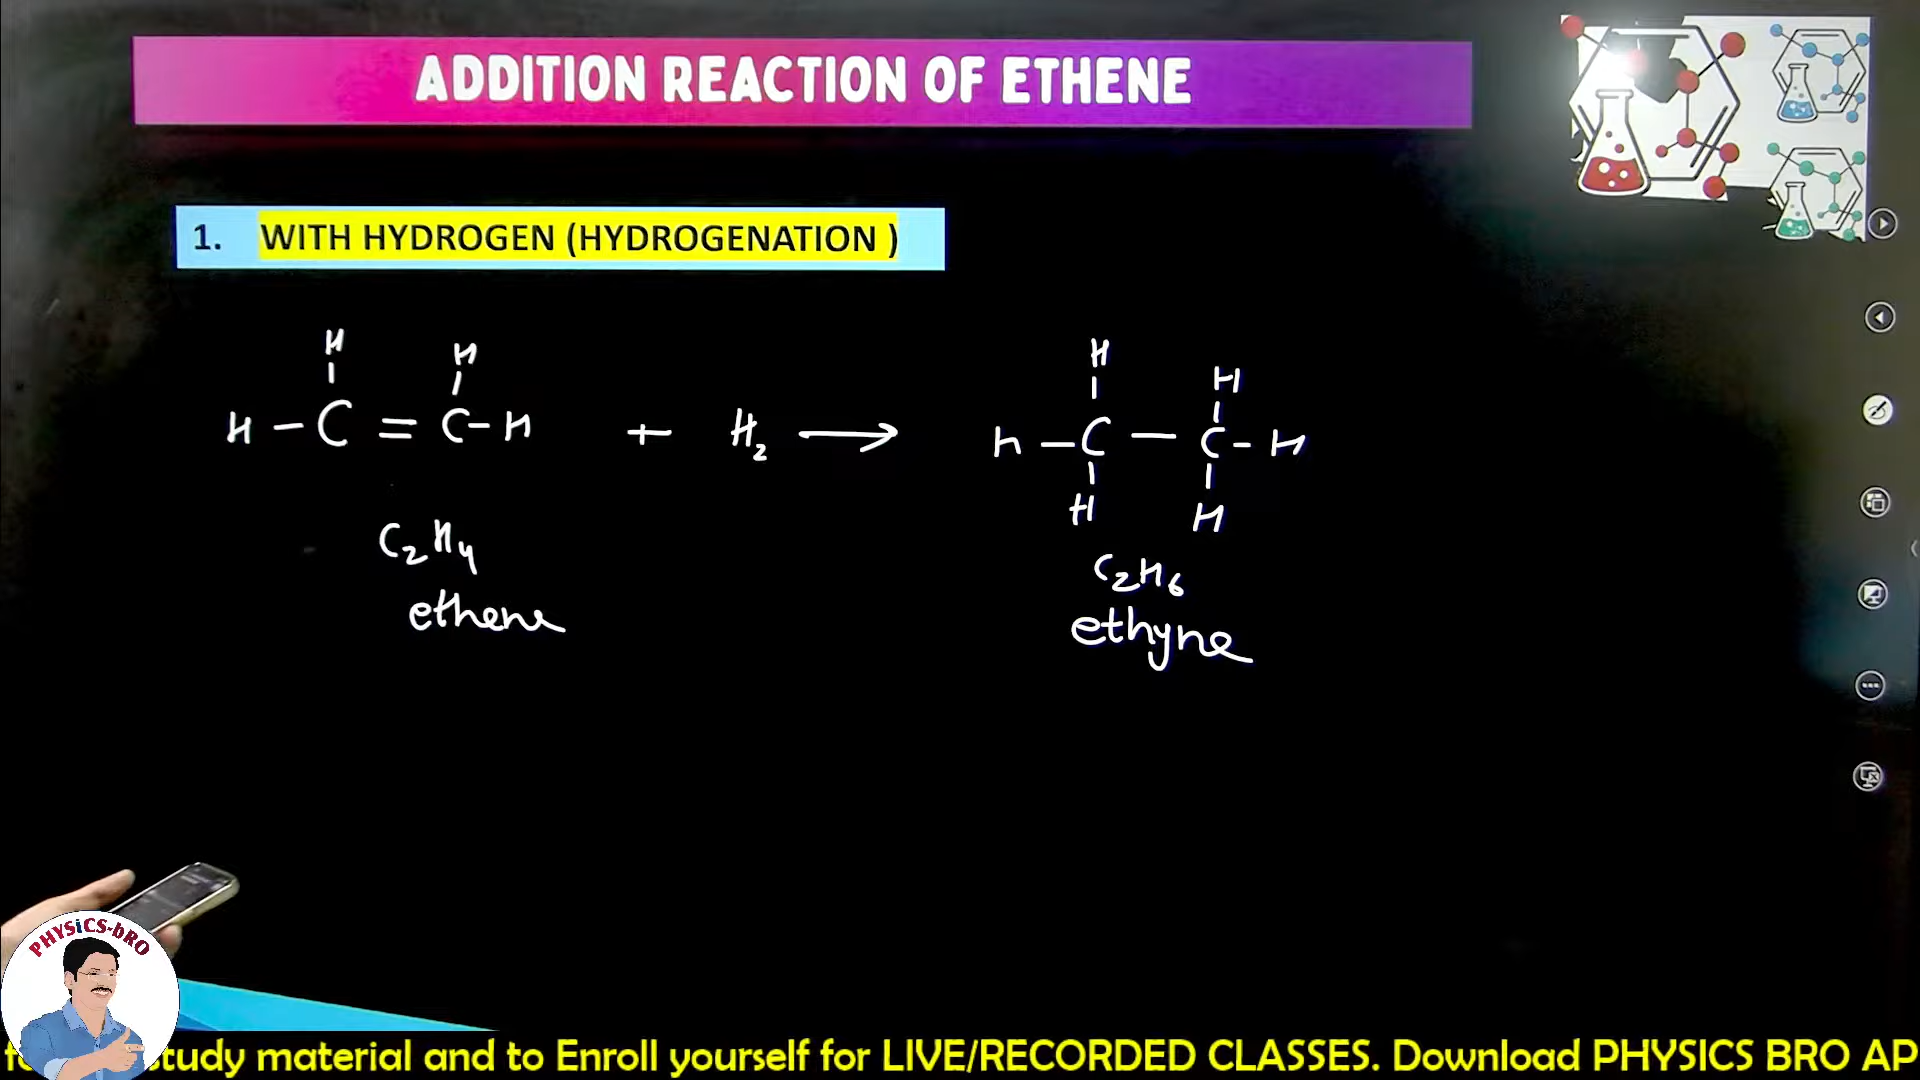 ADDITION REACTION OF ETHENE
1. WITH HYDROGEN (HYDROGENATION )
H H
H – C = C – H + H₂ ⟶
C₂H₄
ethene
H H
h – C — C – H
H H
C₂H₆
ethyne
PHYSiCS-bRO
study material and to Enroll yourself for LIVE/RECORDED CLASSES. Download PHYSICS BRO AP